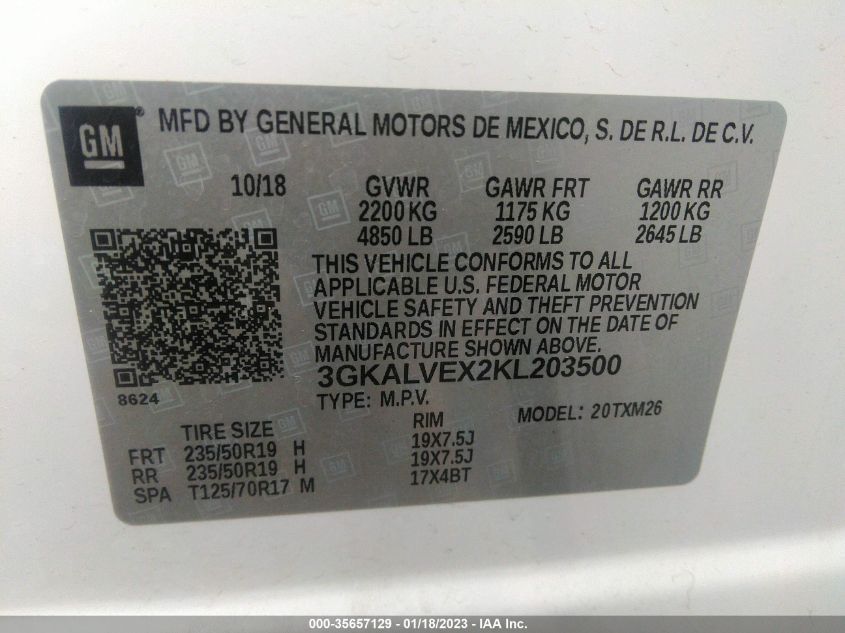 GM® MFD BY GENERAL MOTORS DE MEXICO, S. DE R.L. DE C.V.
10/18 GVWR GAWR FRT GAWR RR
2200 KG 1175 KG 1200 KG
4850 LB 2590 LB 2645 LB
THIS VEHICLE CONFORMS TO ALL
APPLICABLE U.S. FEDERAL MOTOR
VEHICLE SAFETY AND THEFT PREVENTION
STANDARDS IN EFFECT ON THE DATE OF
MANUFACTURE SHOWN ABOVE.
3GKALVEX2KL203500
8624 TYPE: M.P.V. MODEL: 20TXM26
TIRE SIZE RIM
FRT 235/50R19 H 19X7.5J
RR 235/50R19 H 19X7.5J
SPA T125/70R17 M 17X4BT
000-35657129 - 01/18/2023 - IAA Inc.